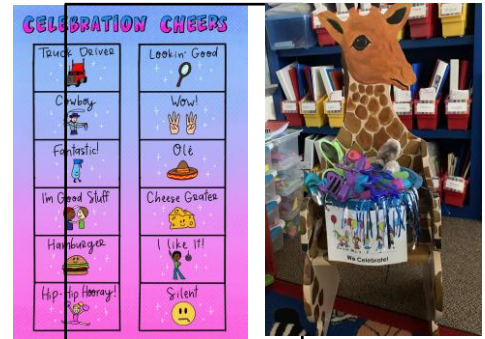 CELEBRATION CHEERS
Truck Driver
Lookin' Good
Cowboy
Wow!
Fantastic!
Olé
I'm Good Stuff
Cheese Grater
Hamburger
I like It!
Hip-Hip Hooray!
Silent
We Celebrate!